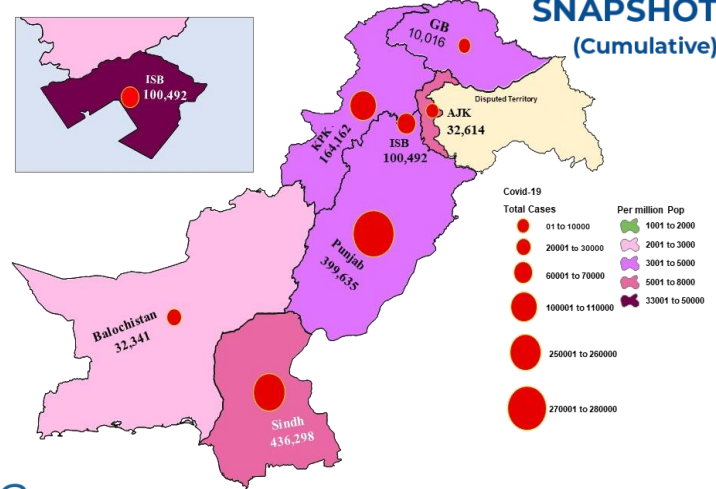 SNAPSHOT
(Cumulative)
GB
10,016
ISB
100,492
Disputed Territory
AJK
32,614
KPK
164,162
ISB
100,492
Punjab
399,635
Balochistan
32,341
Sindh
436,298
Covid-19
Total Cases
01 to 10000
20001 to 30000
60001 to 70000
100001 to 110000
250001 to 260000
270001 to 280000
Per million Pop
1001 to 2000
2001 to 3000
3001 to 5000
5001 to 8000
33001 to 50000